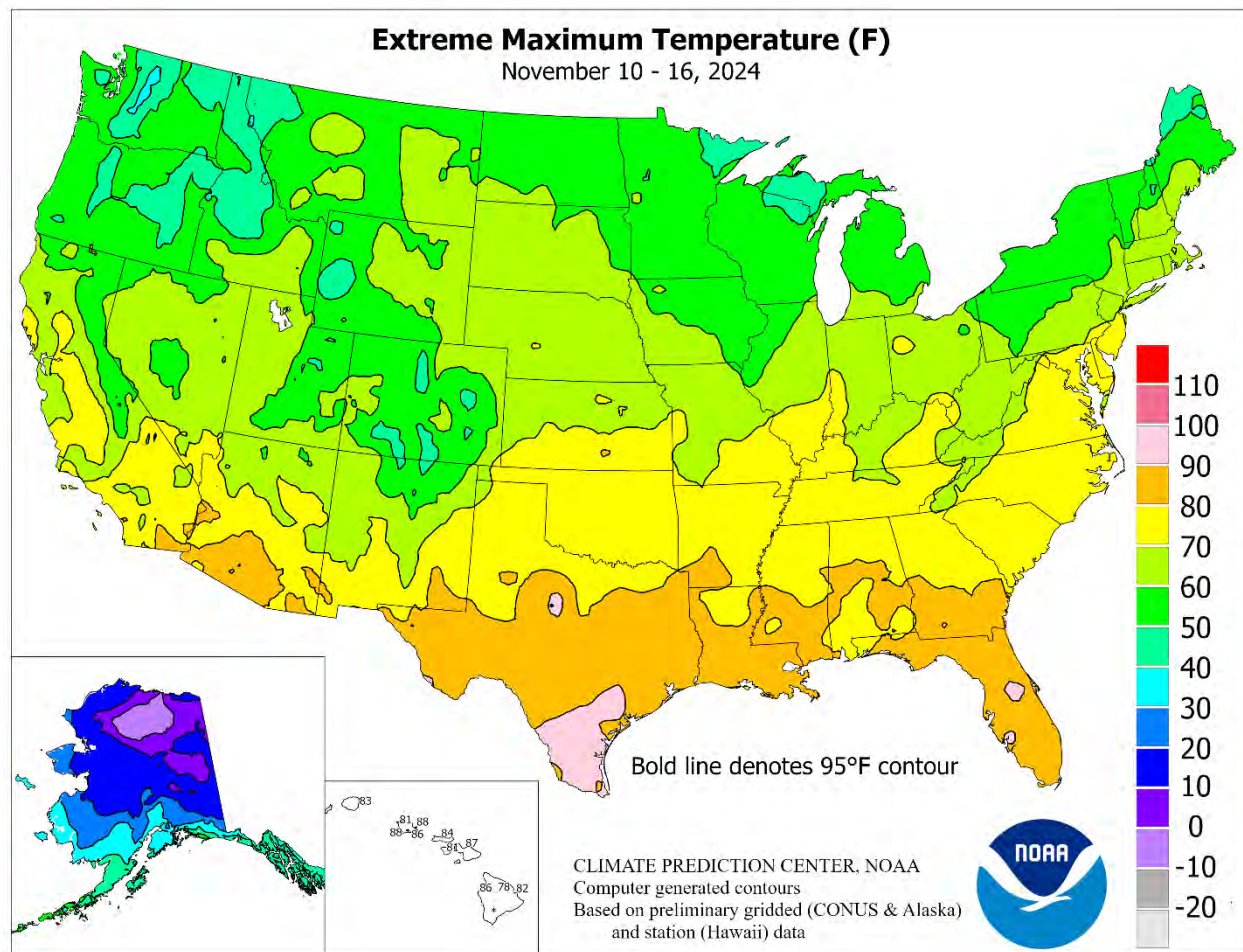 Extreme Maximum Temperature (F)
November 10 - 16, 2024
110
100
90
80
70
60
50
40
30
20
10
0
-10
-20
Bold line denotes 95°F contour
83
81 88
88 86
84
81 87
86 78 82
CLIMATE PREDICTION CENTER, NOAA
Computer generated contours
Based on preliminary gridded (CONUS & Alaska)
and station (Hawaii) data
NOAA